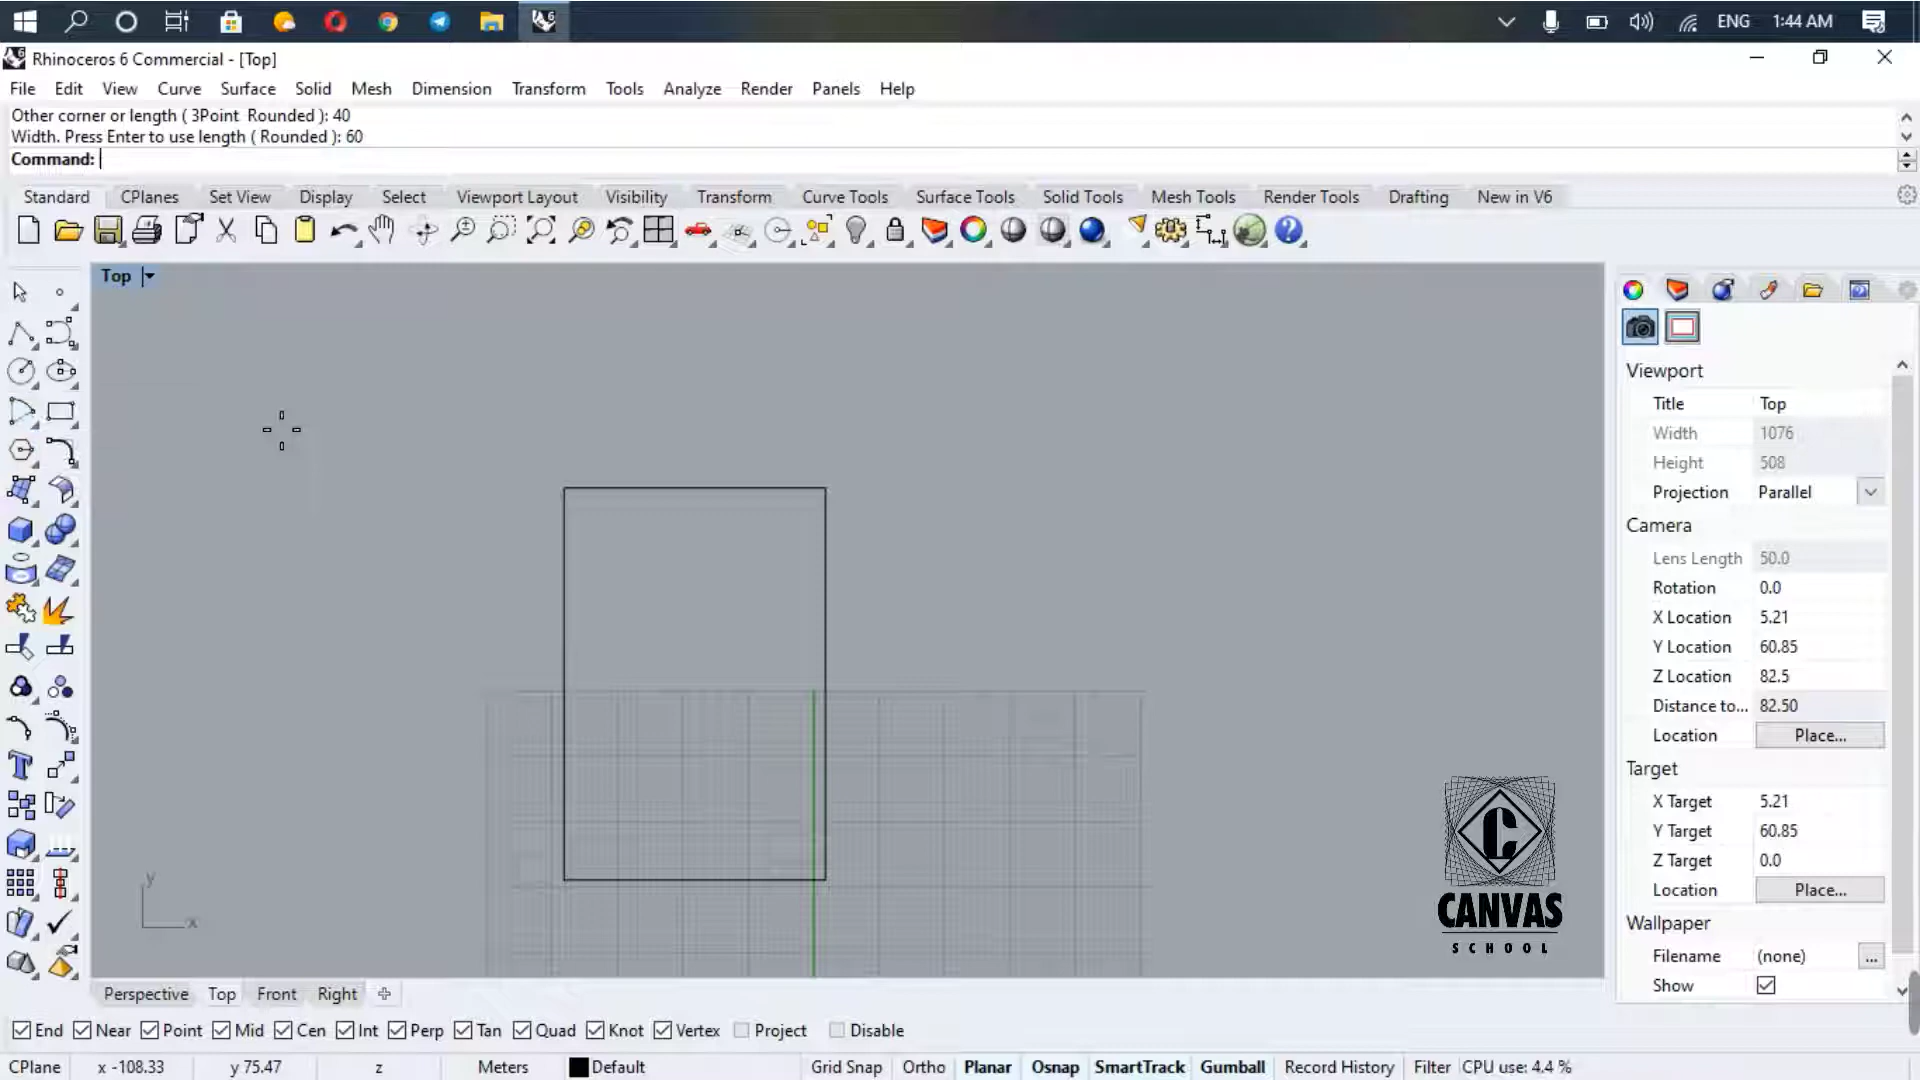 ENG 1:44 AM
Rhinoceros 6 Commercial - [Top]
File Edit View Curve Surface Solid Mesh Dimension Transform Tools Analyze Render Panels Help
Other corner or length ( 3Point Rounded ): 40
Width. Press Enter to use length ( Rounded ): 60
Command:
Standard CPlanes Set View Display Select Viewport Layout Visibility Transform Curve Tools Surface Tools Solid Tools Mesh Tools Render Tools Drafting New in V6
Top
Viewport
Title Top
Width 1076
Height 508
Projection Parallel
Camera
Lens Length 50.0
Rotation 0.0
X Location 5.21
Y Location 60.85
Z Location 82.5
Distance to... 82.50
Location Place...
Target
X Target 5.21
Y Target 60.85
Z Target 0.0
Location Place...
Wallpaper
Filename (none) ...
Show
y
x
C
CANVAS
SCHOOL
Perspective Top Front Right
End Near Point Mid Cen Int Perp Tan Quad Knot Vertex Project Disable
CPlane x -108.33 y 75.47 z Meters Default Grid Snap Ortho Planar Osnap SmartTrack Gumball Record History Filter CPU use: 4.4 %